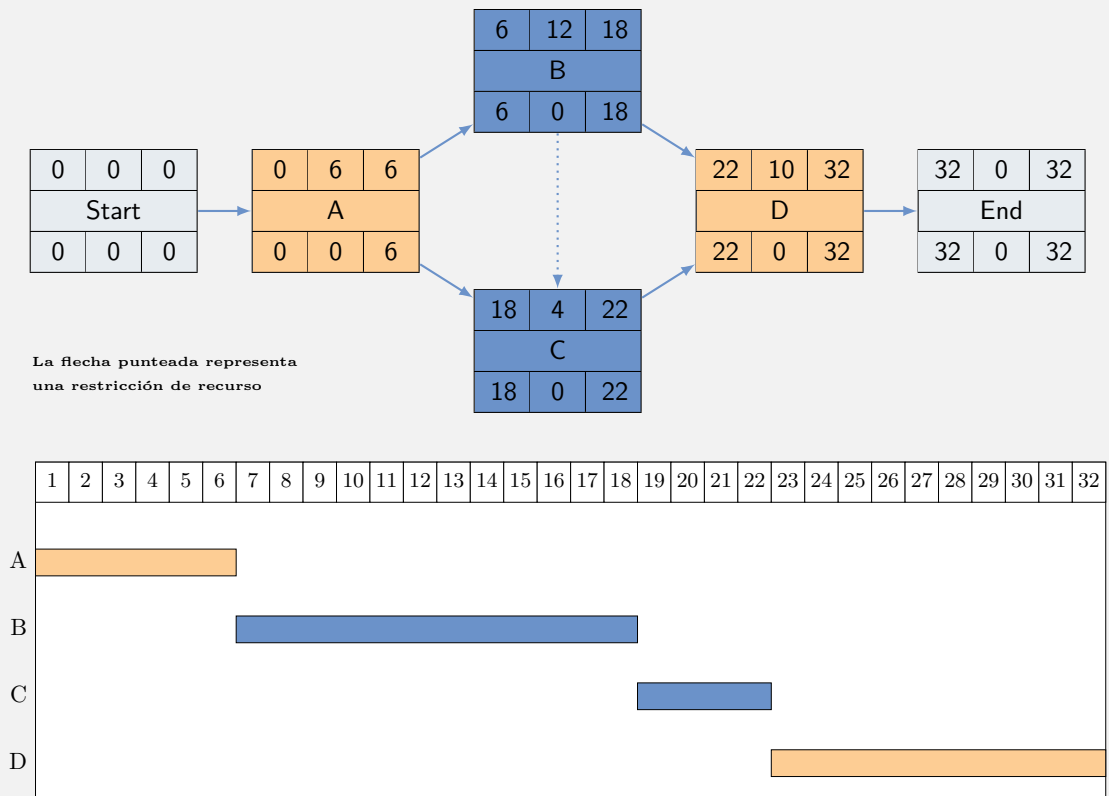 6 12 18
B
6 0 18
0 0 0
Start
0 0 0
0 6 6
A
0 0 6
22 10 32
D
22 0 32
32 0 32
End
32 0 32
18 4 22
C
18 0 22
La flecha punteada representa
una restricción de recurso
1 2 3 4 5 6 7 8 9 10 11 12 13 14 15 16 17 18 19 20 21 22 23 24 25 26 27 28 29 30 31 32
A
B
C
D